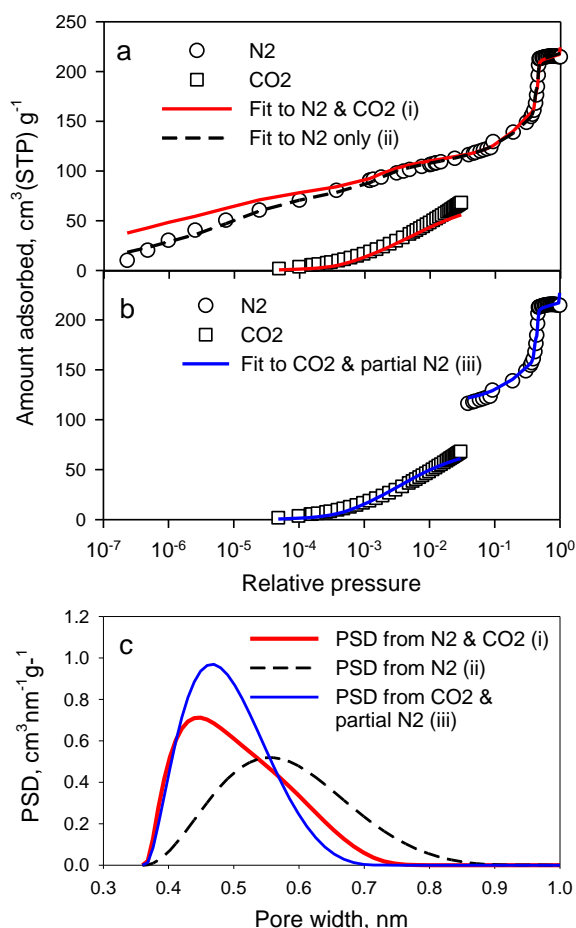 a
N2
CO2
Fit to N2 & CO2 (i)
Fit to N2 only (ii)
250
200
150
100
50
0
b
N2
CO2
Fit to CO2 & partial N2 (iii)
200
150
100
50
0
Amount adsorbed, cm³(STP) g⁻¹
10⁻⁷ 10⁻⁶ 10⁻⁵ 10⁻⁴ 10⁻³ 10⁻² 10⁻¹ 10⁰
Relative pressure
c
PSD from N2 & CO2 (i)
PSD from N2 (ii)
PSD from CO2 &
partial N2 (iii)
1.2
1.0
0.8
0.6
0.4
0.2
0.0
PSD, cm³nm⁻¹g-¹
0.3 0.4 0.5 0.6 0.7 0.8 0.9 1.0
Pore width, nm